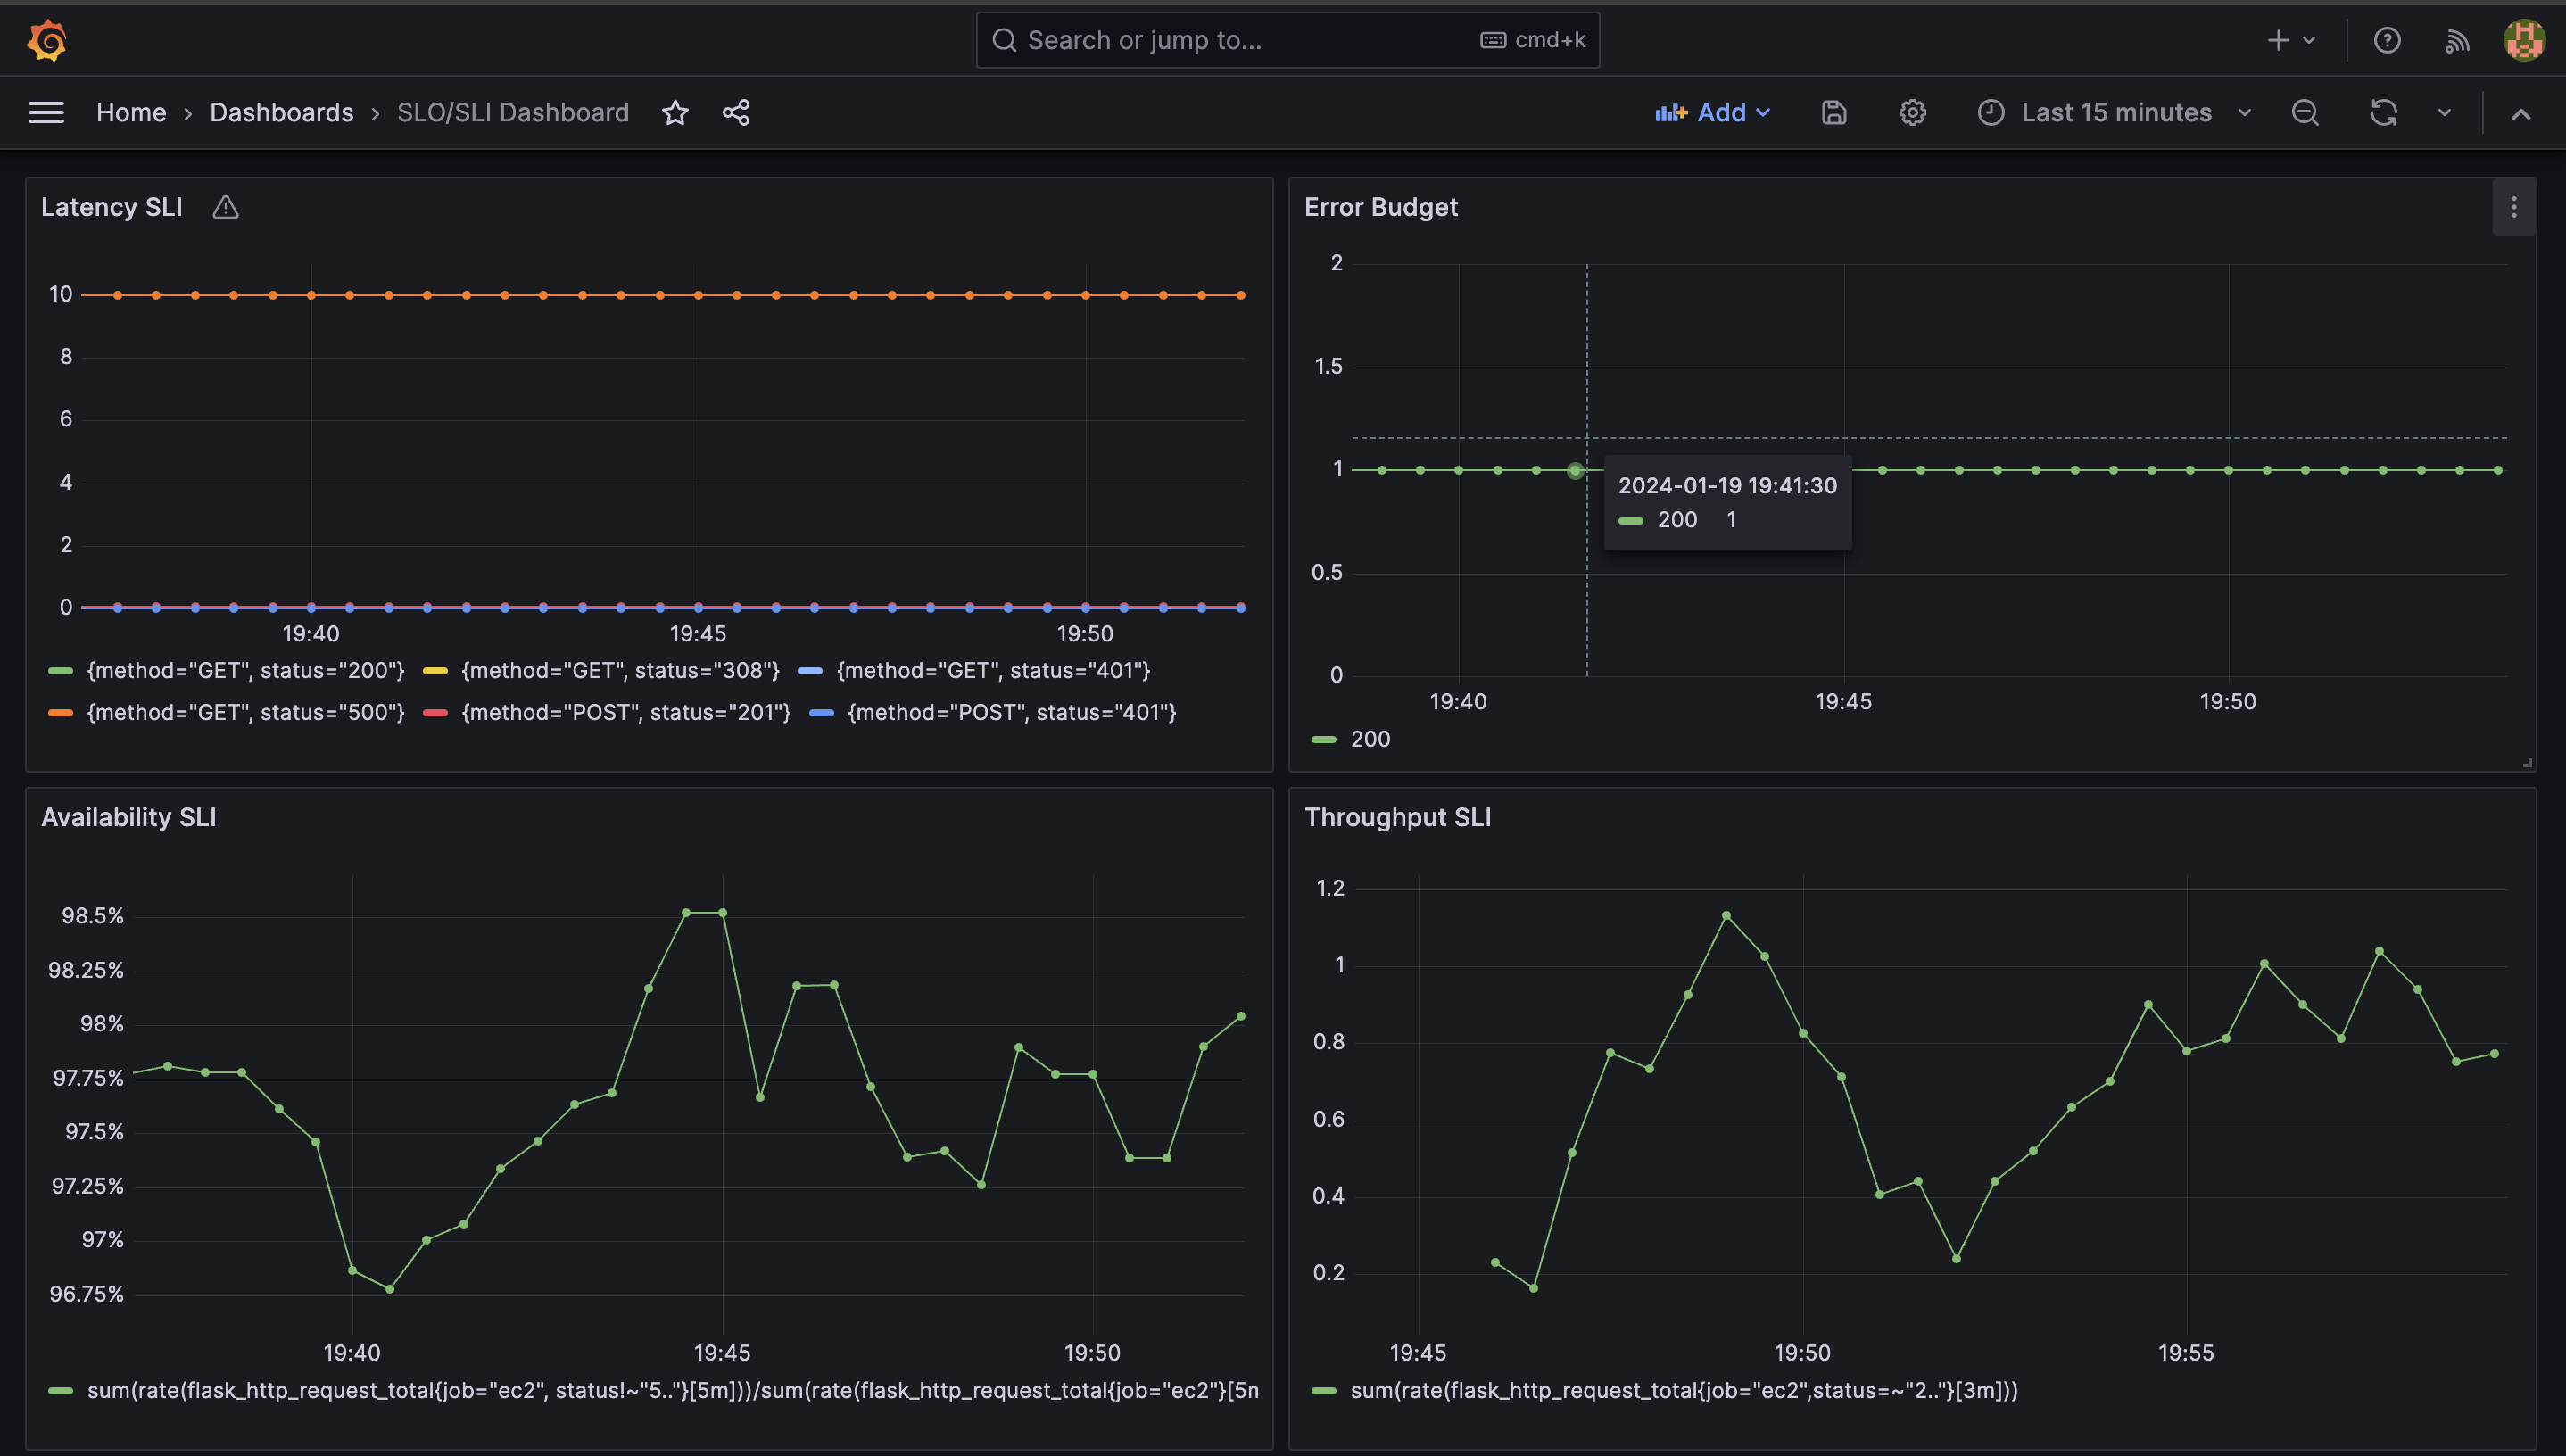 Search or jump to...
cmd+k
Home › Dashboards › SLO/SLI Dashboard
Add
Last 15 minutes
Latency SLI
10
8
6
4
2
0
19:40 19:45 19:50
{method="GET", status="200"} {method="GET", status="308"} {method="GET", status="401"}
{method="GET", status="500"} {method="POST", status="201"} {method="POST", status="401"}
Error Budget
2
1.5
1
0.5
0
2024-01-19 19:41:30
200 1
19:40 19:45 19:50
200
Availability SLI
98.5%
98.25%
98%
97.75%
97.5%
97.25%
97%
96.75%
19:40 19:45 19:50
sum(rate(flask_http_request_total{job="ec2", status!~"5.."}[5m]))/sum(rate(flask_http_request_total{job="ec2"}[5m
Throughput SLI
1.2
1
0.8
0.6
0.4
0.2
19:45 19:50 19:55
sum(rate(flask_http_request_total{job="ec2",status=~"2.."}[3m]))